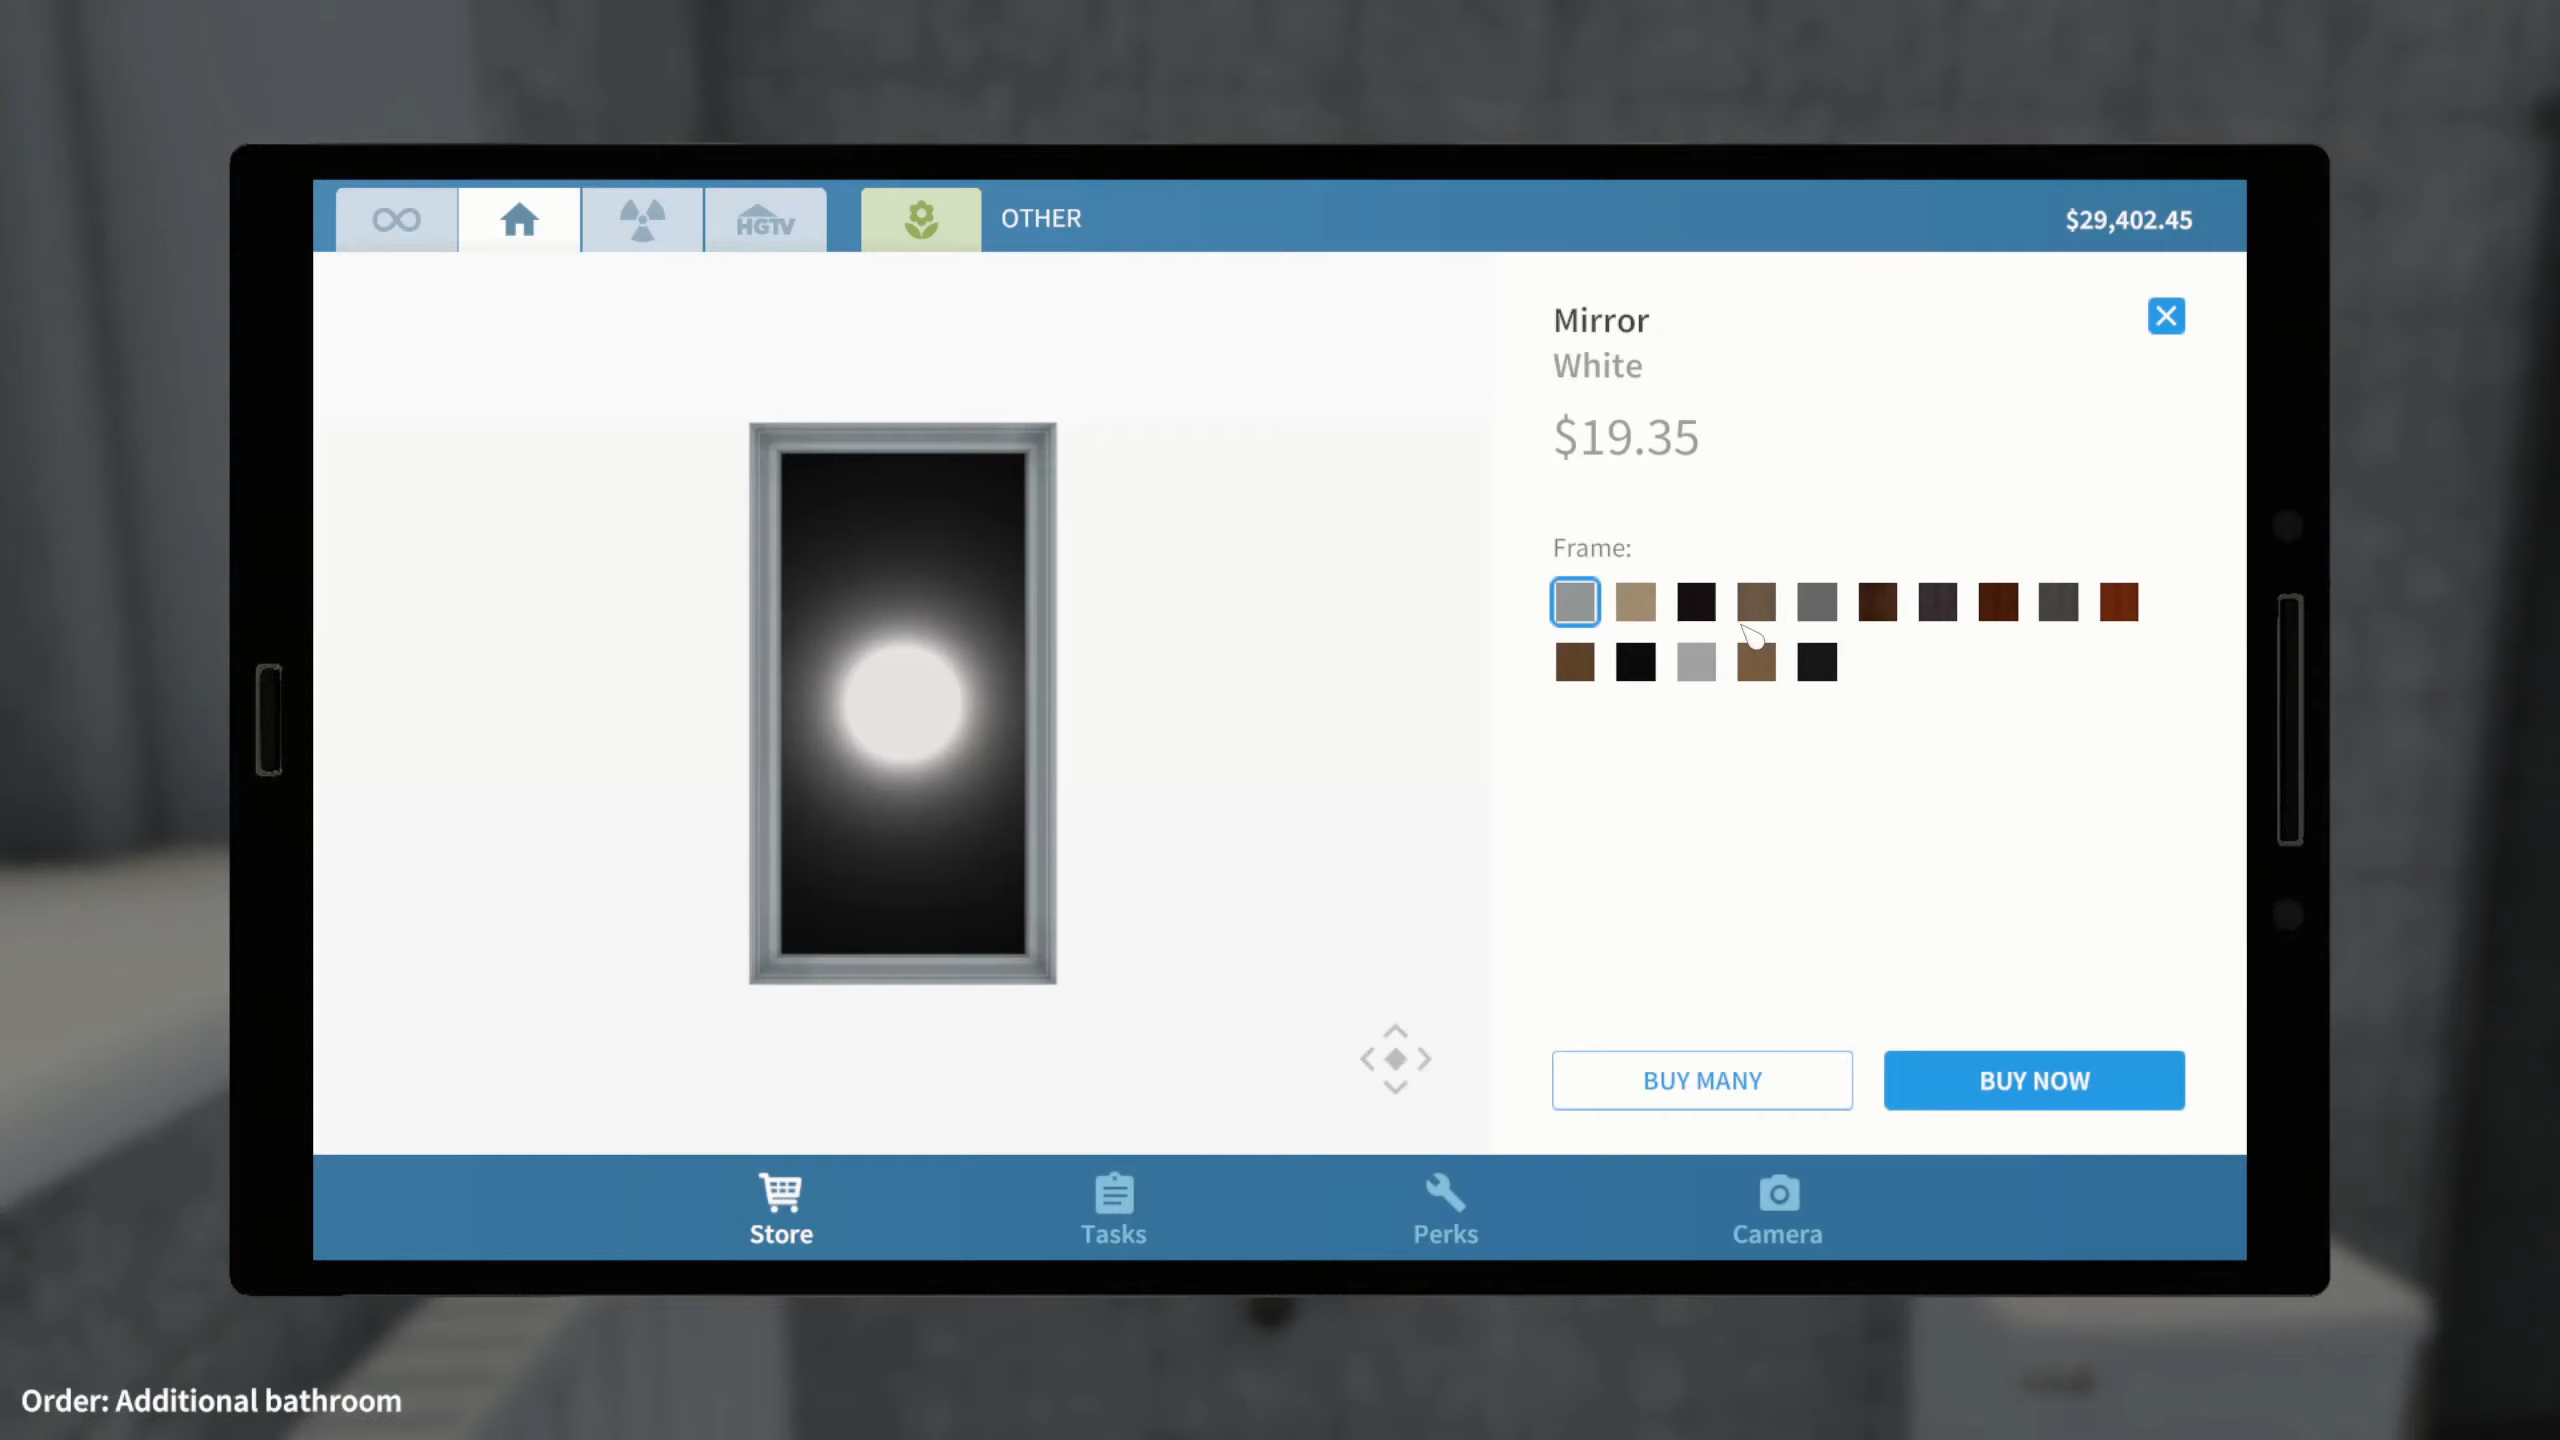 HGTV
OTHER
$29,402.45
Mirror
White
$19.35
Frame:
BUY MANY
BUY NOW
Store
Tasks
Perks
Camera
Order: Additional bathroom